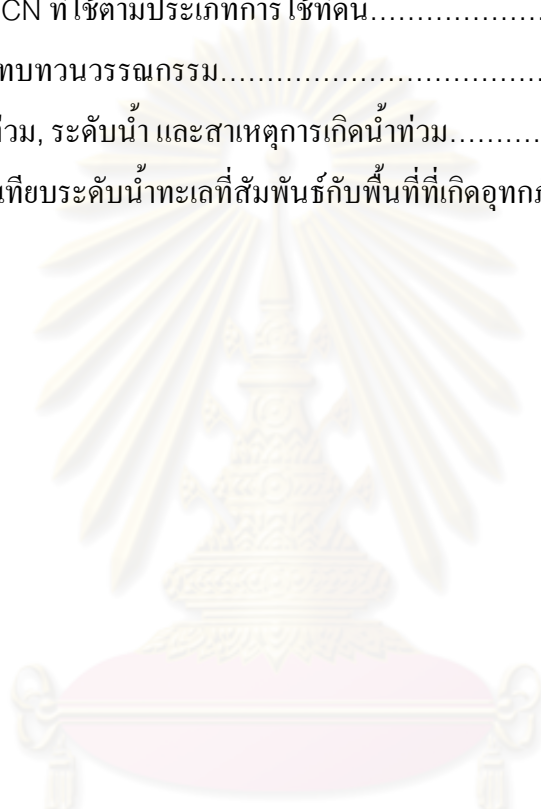 CN ที่ใช้ตามประเภทการใช้ที่ดิน....................
ทบทวนวรรณกรรม....................................
ท่วม, ระดับน้ำ และสาเหตุการเกิดน้ำท่วม..........
เทียบระดับน้ำทะเลที่สัมพันธ์กับพื้นที่ที่เกิดอุทกภ